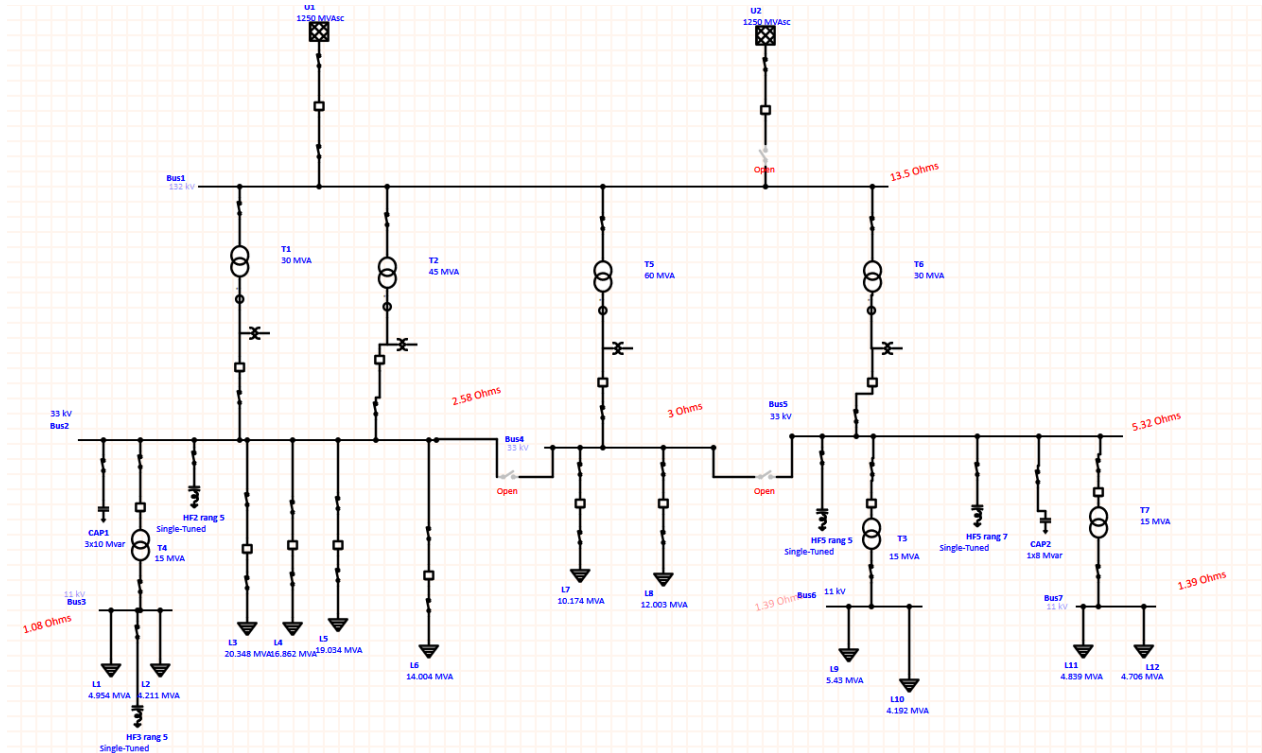 U1
1250 MVAsc
U2
1250 MVAsc
Open
13.5 Ohms
Bus1
132 kV
T1
30 MVA
T2
45 MVA
T5
60 MVA
T6
30 MVA
2.58 Ohms
3 Ohms
5.32 Ohms
33 kV
Bus2
Bus4
33 kV
Bus5
33 kV
Open
Open
CAP1
3x10 Mvar
HF2 rang 5
Single-Tuned
T4
15 MVA
HF5 rang 5
Single-Tuned
T3
15 MVA
HF5 rang 7
Single-Tuned
CAP2
1x8 Mvar
T7
15 MVA
11 kV
Bus3
1.08 Ohms
L1
4.954 MVA
L2
4.211 MVA
HF3 rang 5
Single-Tuned
L3
20.348 MVA
L4
16.862 MVA
L5
19.034 MVA
L6
14.004 MVA
L7
10.174 MVA
L8
12.003 MVA
1.39 Ohms
Bus6
11 kV
L9
5.43 MVA
L10
4.192 MVA
1.39 Ohms
Bus7
11 kV
L11
4.839 MVA
L12
4.706 MVA